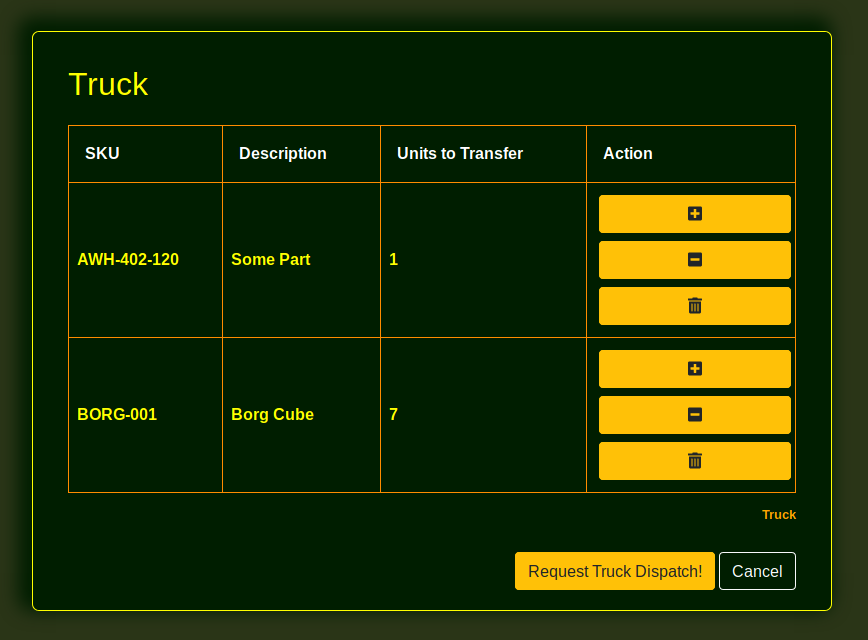 Truck
SKU Description Units to Transfer Action
AWH-402-120 Some Part 1
BORG-001 Borg Cube 7
Truck
Request Truck Dispatch! Cancel